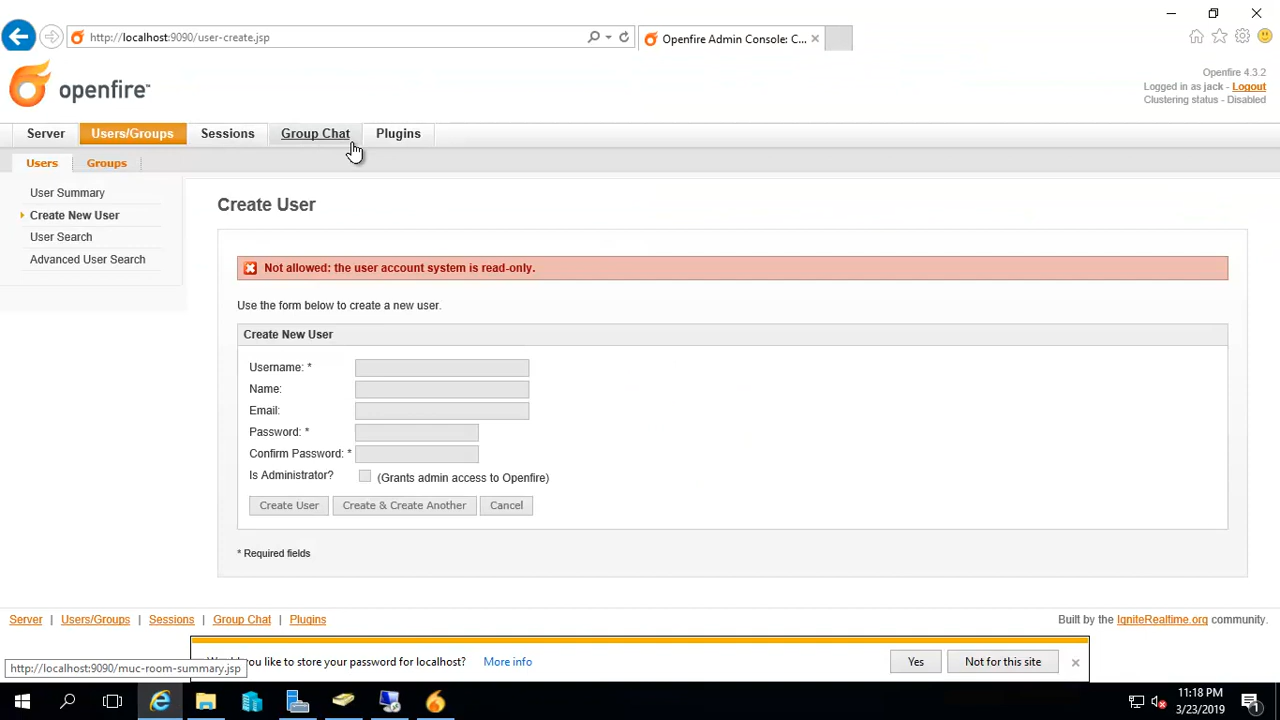 http://localhost:9090/user-create.jsp
Openfire Admin Console: C...
openfire™
Openfire 4.3.2
Logged in as jack - Logout
Clustering status - Disabled
Server
Users/Groups
Sessions
Group Chat
Plugins
Users
Groups
User Summary
Create New User
User Search
Advanced User Search
Create User
Not allowed: the user account system is read-only.
Use the form below to create a new user.
Create New User
Username: *
Name:
Email:
Password: *
Confirm Password: *
Is Administrator?
(Grants admin access to Openfire)
Create User
Create & Create Another
Cancel
* Required fields
Server | Users/Groups | Sessions | Group Chat | Plugins
Built by the IgniteRealtime.org community.
you like to store your password for localhost?
More info
Yes
Not for this site
http://localhost:9090/muc-room-summary.jsp
11:18 PM
3/23/2019
1